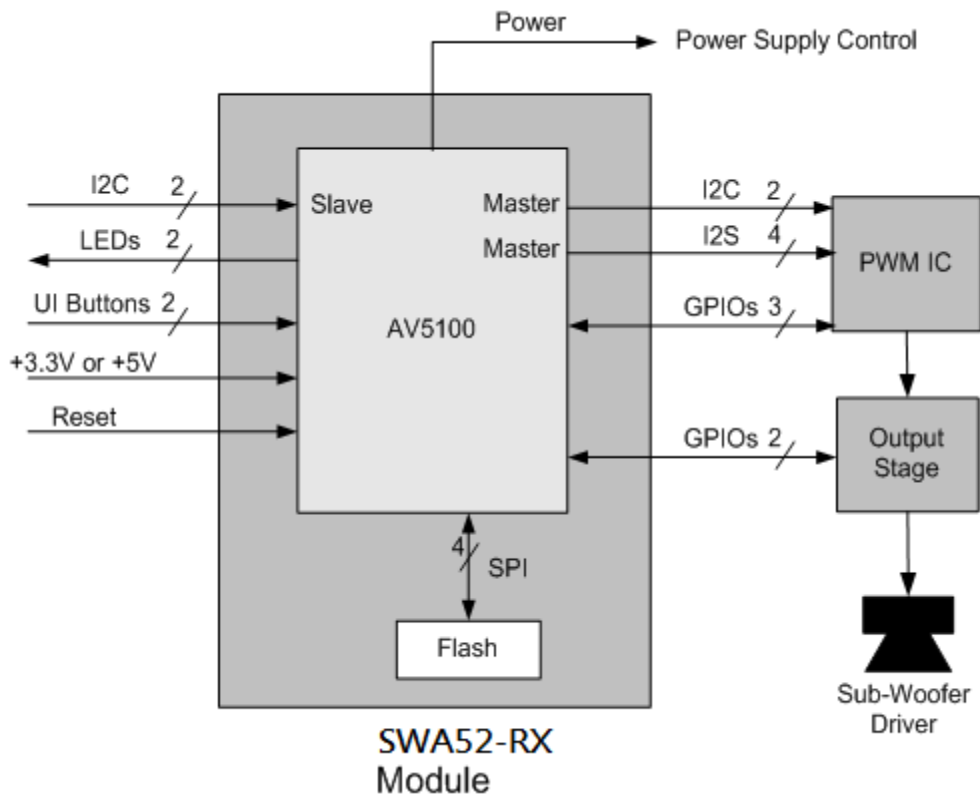 Power
Power Supply Control
I2C 2
Slave
Master
I2C 2
LEDs 2
Master
I2S 4
PWM IC
UI Buttons 2
AV5100
GPIOs 3
+3.3V or +5V
Reset
GPIOs 2
Output
Stage
4
SPI
Flash
Sub-Woofer
Driver
SWA52-RX
Module